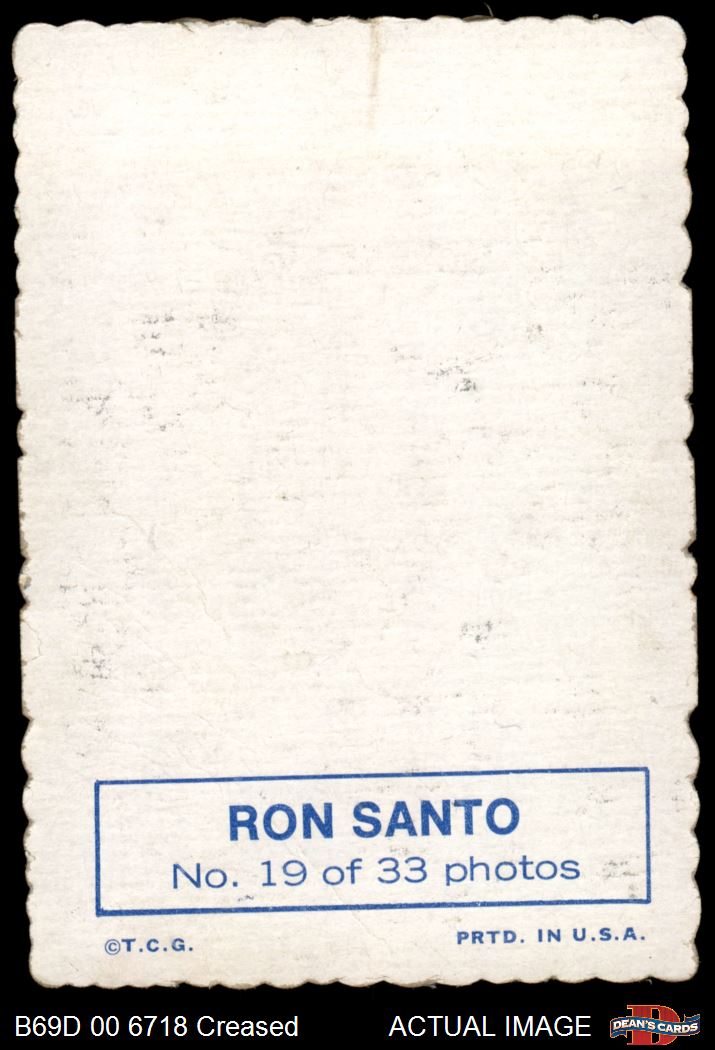 RON SANTO
No. 19 of 33 photos
©T.C.G.
PRTD. IN U.S.A.
B69D 00 6718 Creased
ACTUAL IMAGE
D
DEAN'S CARDS